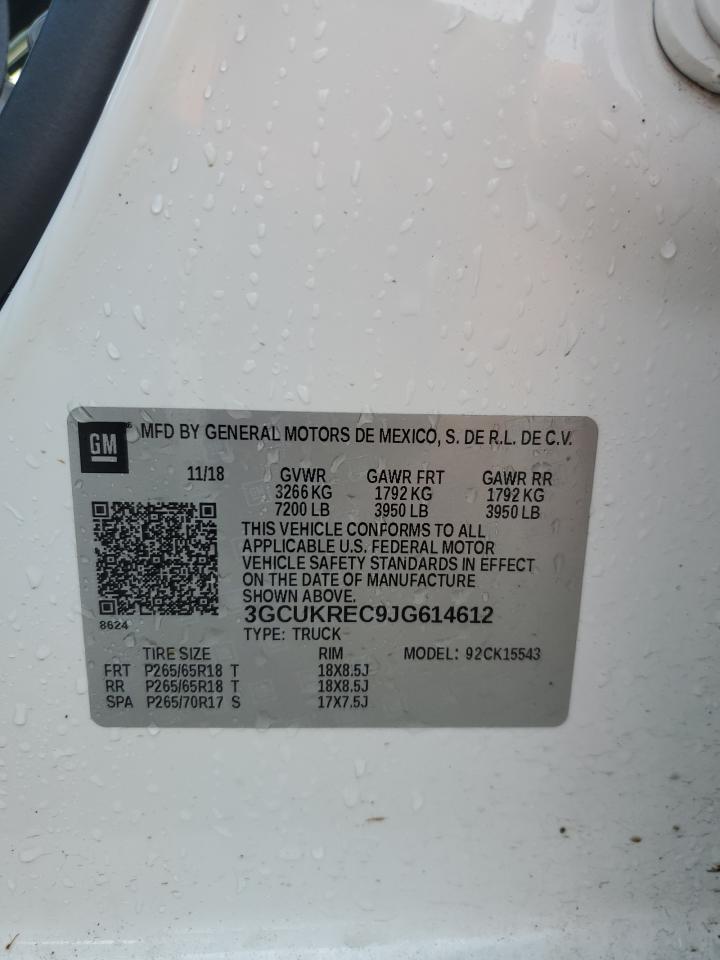 GM ® MFD BY GENERAL MOTORS DE MEXICO, S. DE R.L. DE C.V.
11/18 GVWR GAWR FRT GAWR RR
3266 KG 1792 KG 1792 KG
7200 LB 3950 LB 3950 LB
THIS VEHICLE CONFORMS TO ALL
APPLICABLE U.S. FEDERAL MOTOR
VEHICLE SAFETY STANDARDS IN EFFECT
ON THE DATE OF MANUFACTURE
SHOWN ABOVE.
3GCUKREC9JG614612
8624 TYPE: TRUCK
TIRE SIZE RIM MODEL: 92CK15543
FRT P265/65R18 T 18X8.5J
RR P265/65R18 T 18X8.5J
SPA P265/70R17 S 17X7.5J